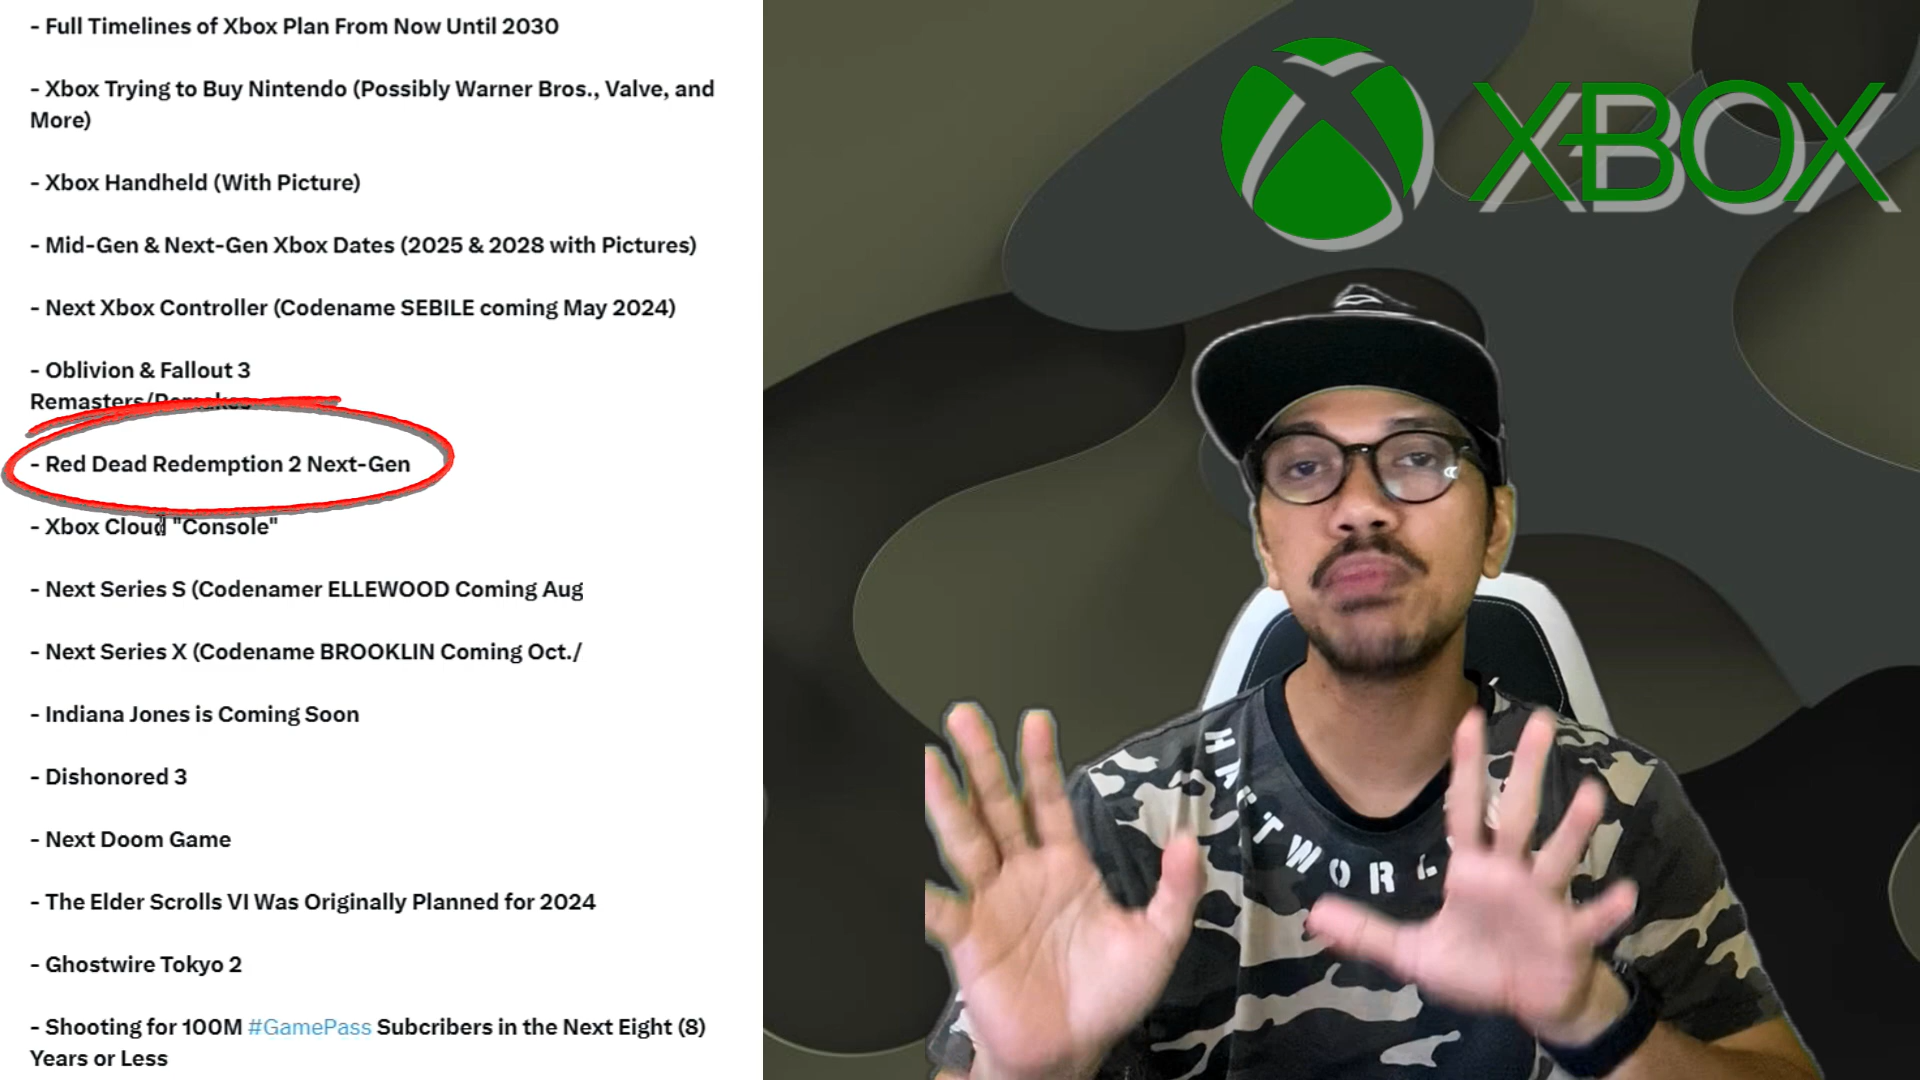 - Full Timelines of Xbox Plan From Now Until 2030
- Xbox Trying to Buy Nintendo (Possibly Warner Bros., Valve, and
More)
- Xbox Handheld (With Picture)
- Mid-Gen & Next-Gen Xbox Dates (2025 & 2028 with Pictures)
- Next Xbox Controller (Codename SEBILE coming May 2024)
- Oblivion & Fallout 3
Remasters/Remakes
- Red Dead Redemption 2 Next-Gen
- Xbox Cloud "Console"
- Next Series S (Codenamer ELLEWOOD Coming Aug
- Next Series X (Codename BROOKLIN Coming Oct./
- Indiana Jones is Coming Soon
- Dishonored 3
- Next Doom Game
- The Elder Scrolls VI Was Originally Planned for 2024
- Ghostwire Tokyo 2
- Shooting for 100M #GamePass Subcribers in the Next Eight (8)
Years or Less
XBOX